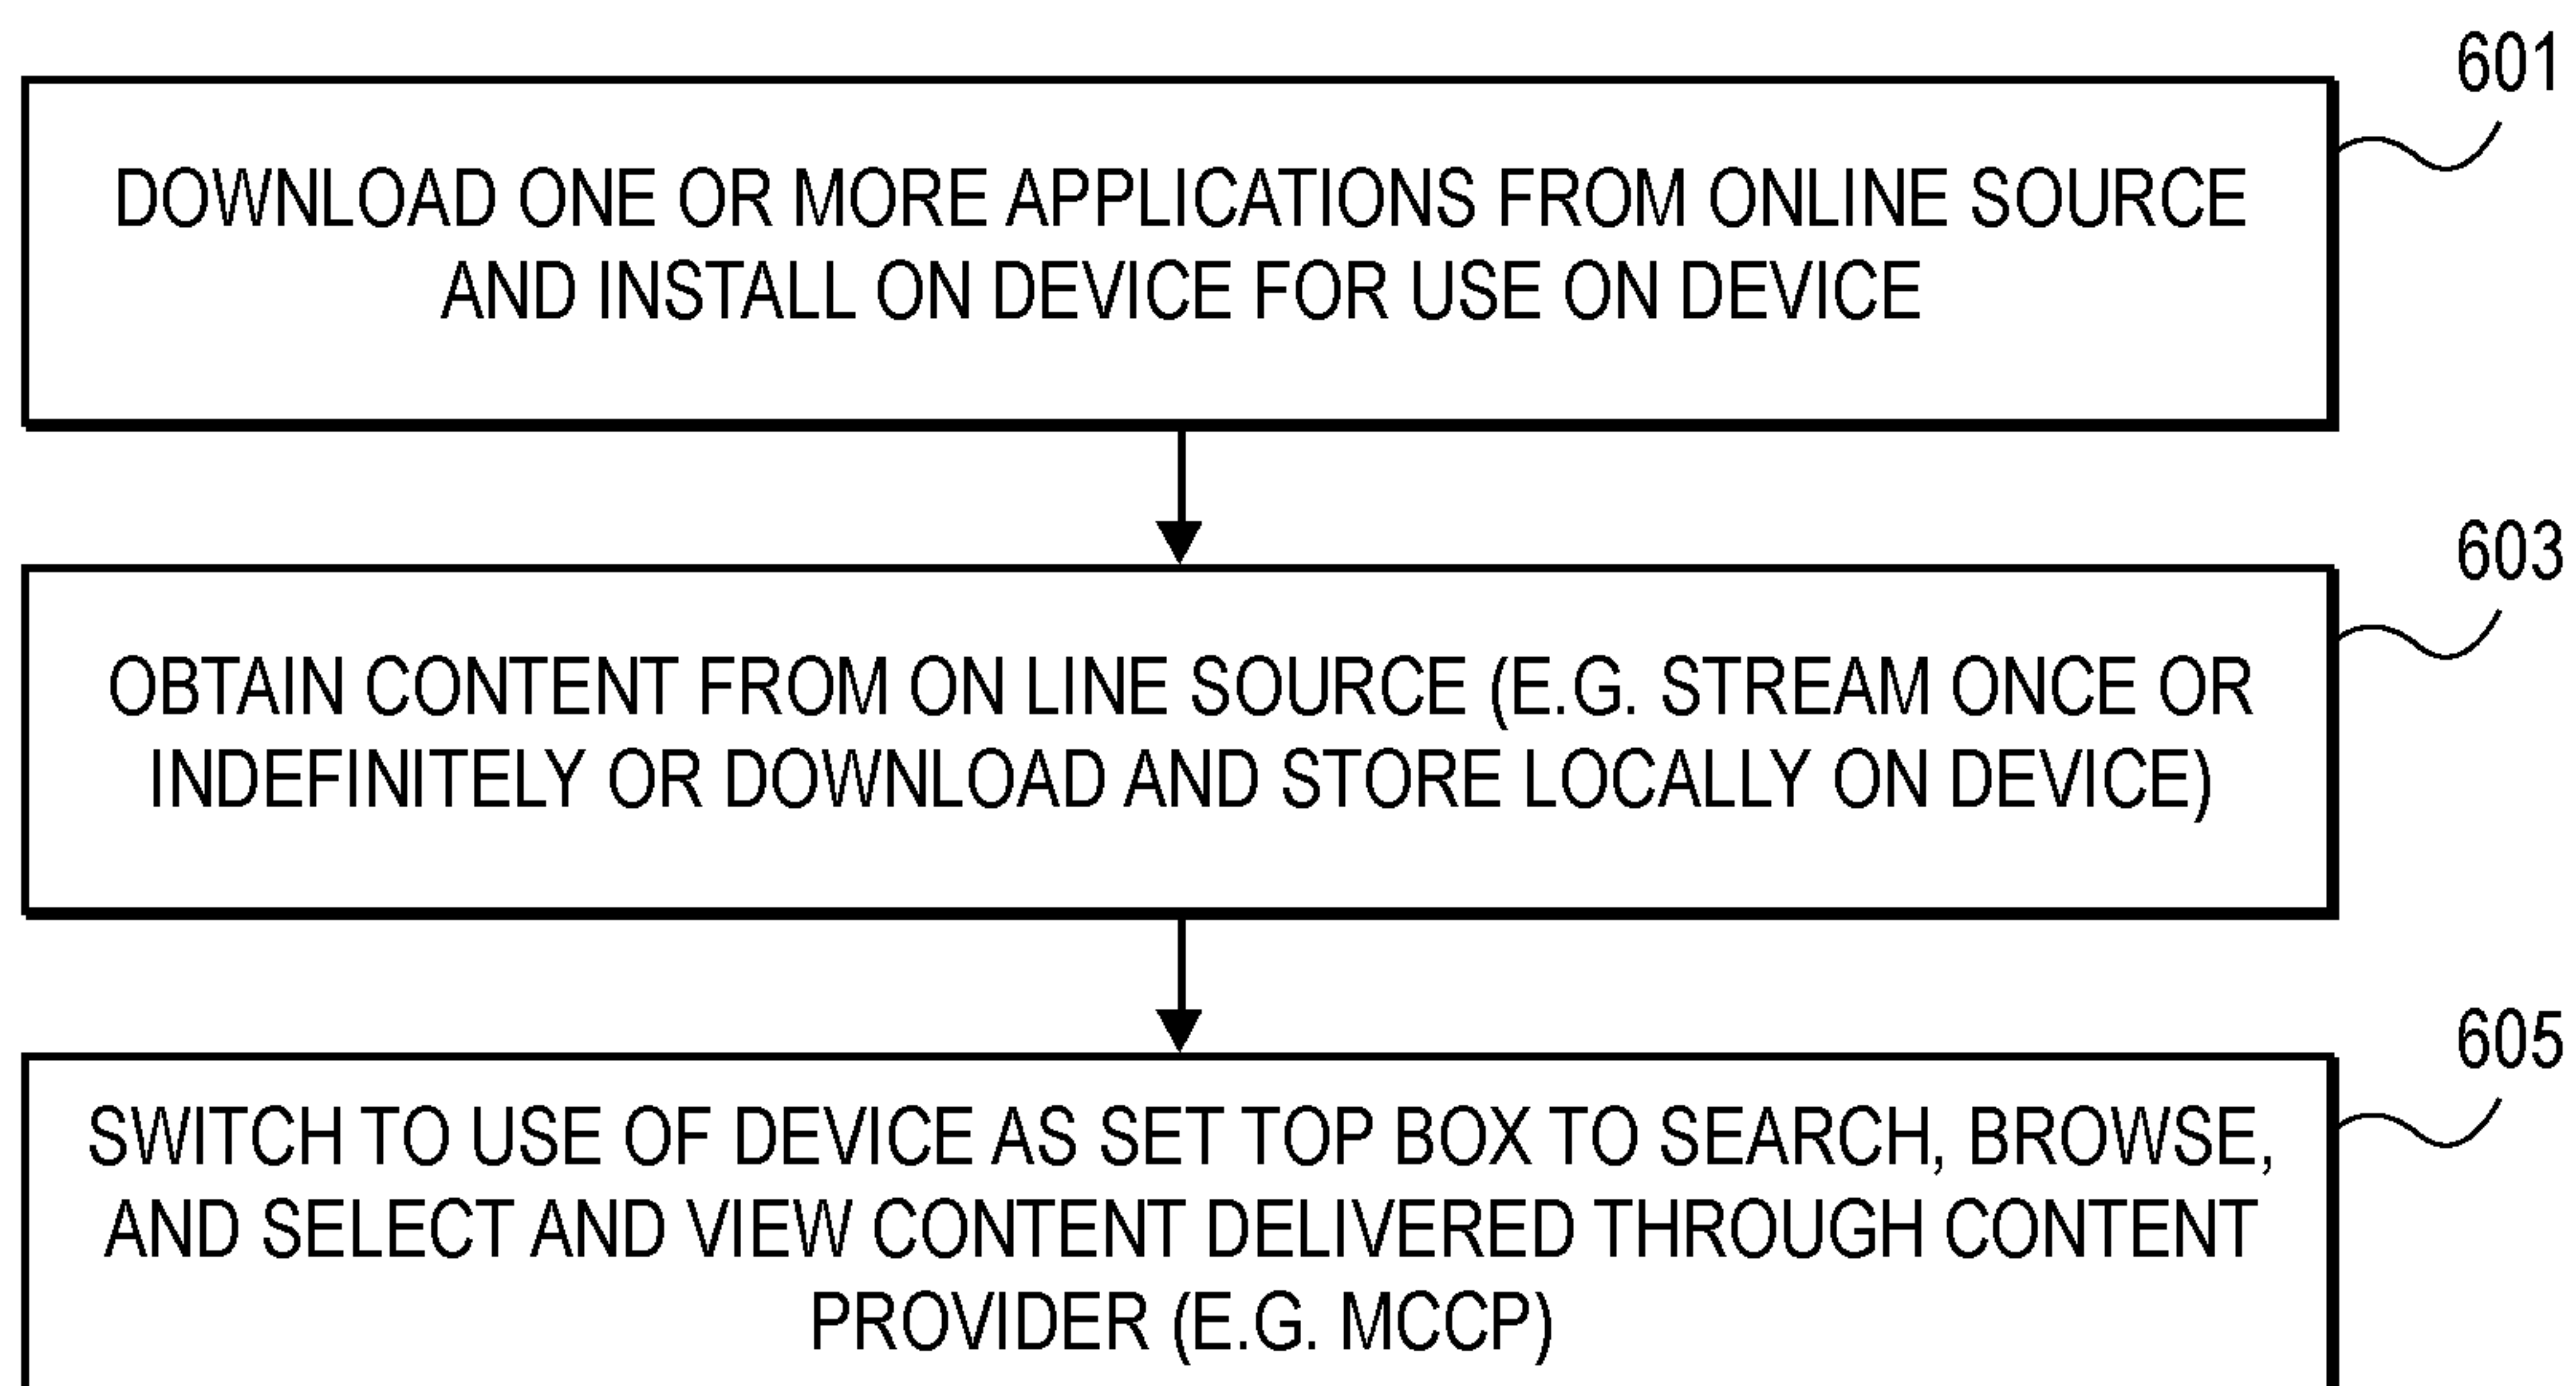 601
DOWNLOAD ONE OR MORE APPLICATIONS FROM ONLINE SOURCE
AND INSTALL ON DEVICE FOR USE ON DEVICE
603
OBTAIN CONTENT FROM ON LINE SOURCE (E.G. STREAM ONCE OR
INDEFINITELY OR DOWNLOAD AND STORE LOCALLY ON DEVICE)
605
SWITCH TO USE OF DEVICE AS SET TOP BOX TO SEARCH, BROWSE,
AND SELECT AND VIEW CONTENT DELIVERED THROUGH CONTENT
PROVIDER (E.G. MCCP)